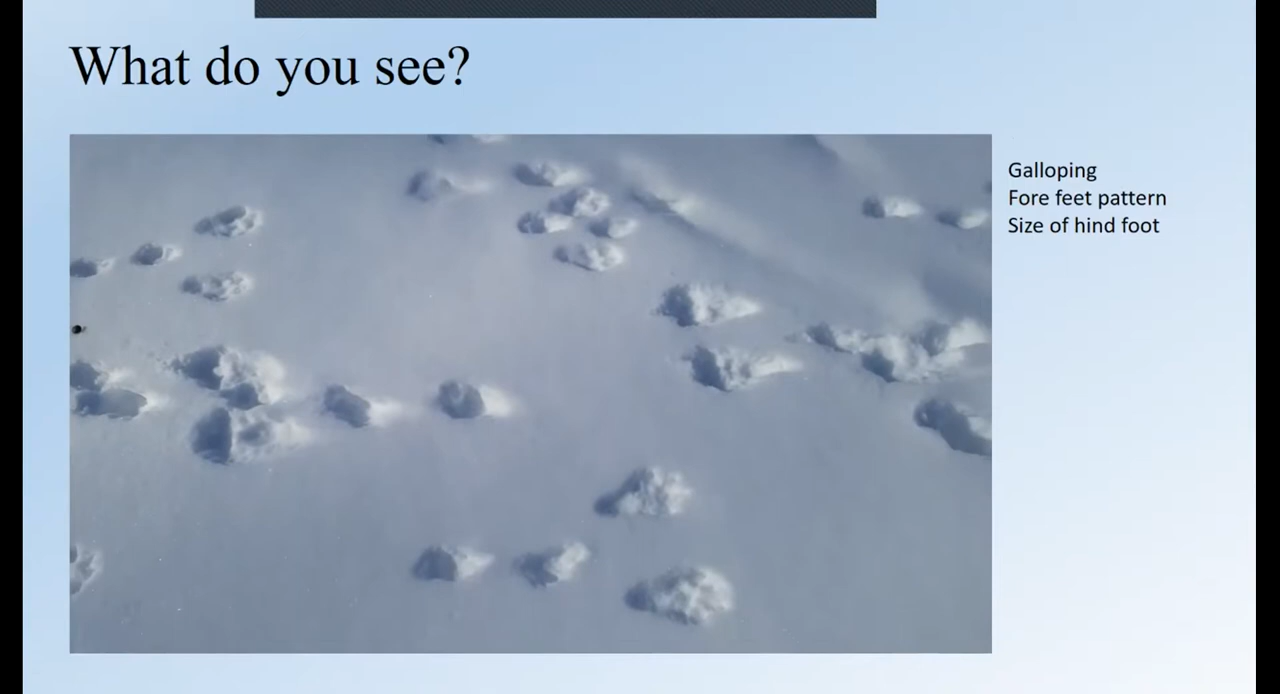 What do you see?
Galloping
Fore feet pattern
Size of hind foot